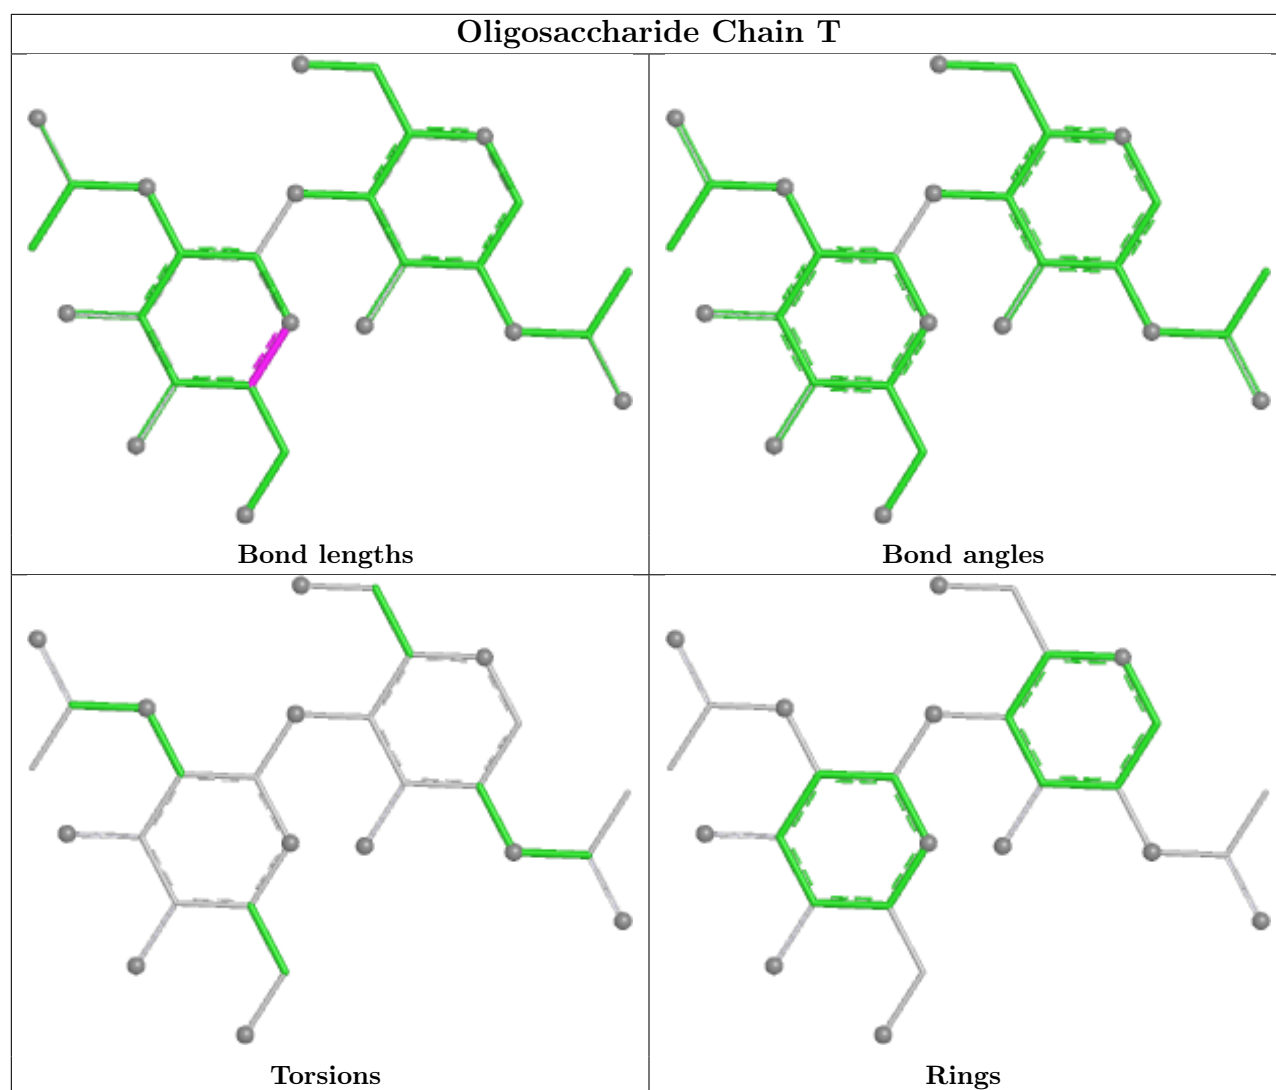 Oligosaccharide Chain T
Bond lengths
Bond angles
Torsions
Rings